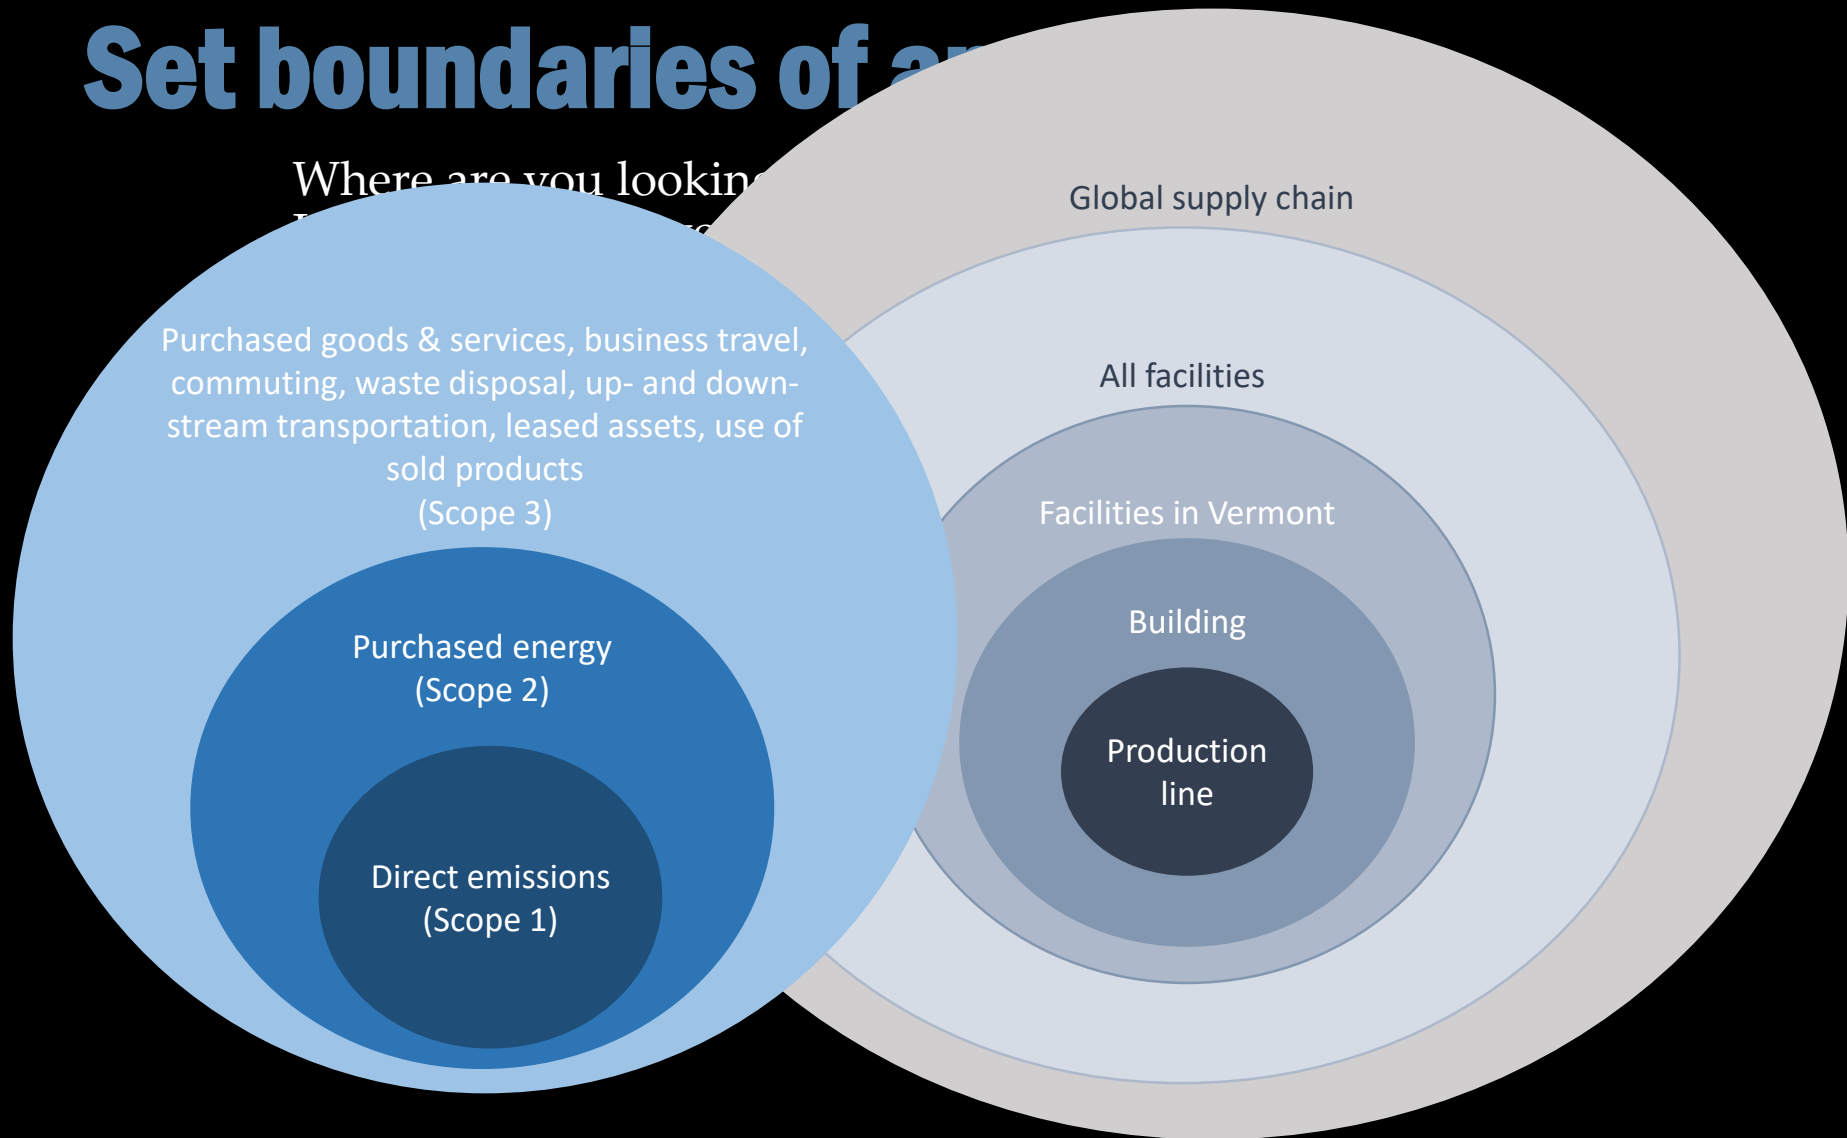 Set boundaries of
Where are you looking
Global supply chain
Purchased goods & services, business travel,
commuting, waste disposal, up- and down-
stream transportation, leased assets, use of
sold products
(Scope 3)
All facilities
Facilities in Vermont
Purchased energy
(Scope 2)
Building
Production
line
Direct emissions
(Scope 1)